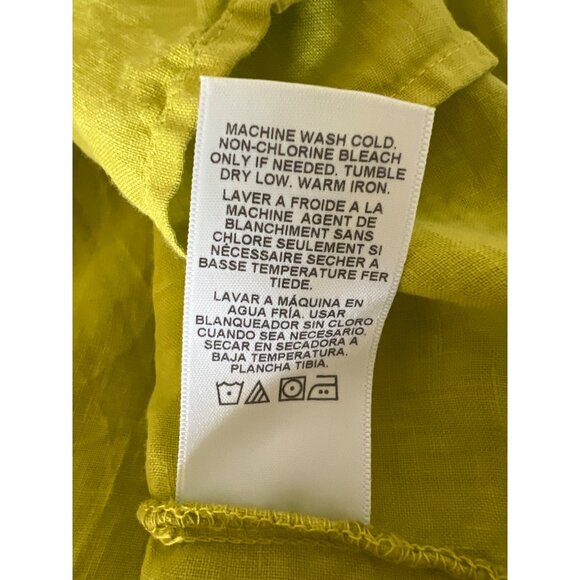 MACHINE WASH COLD.
NON-CHLORINE BLEACH
ONLY IF NEEDED. TUMBLE
DRY LOW. WARM IRON.
LAVER A FROIDE A LA
MACHINE AGENT DE
BLANCHIMENT SANS
CHLORE SEULEMENT SI
NÉCESSAIRE SECHER A
BASSE TEMPERATURE FER
TIEDE.
LAVAR A MÁQUINA EN
AGUA FRÍA. USAR
BLANQUEADOR SIN CLORO
CUANDO SEA NECESARIO.
SECAR EN SECADORA A
BAJA TEMPERATURA.
PLANCHA TIBIA.